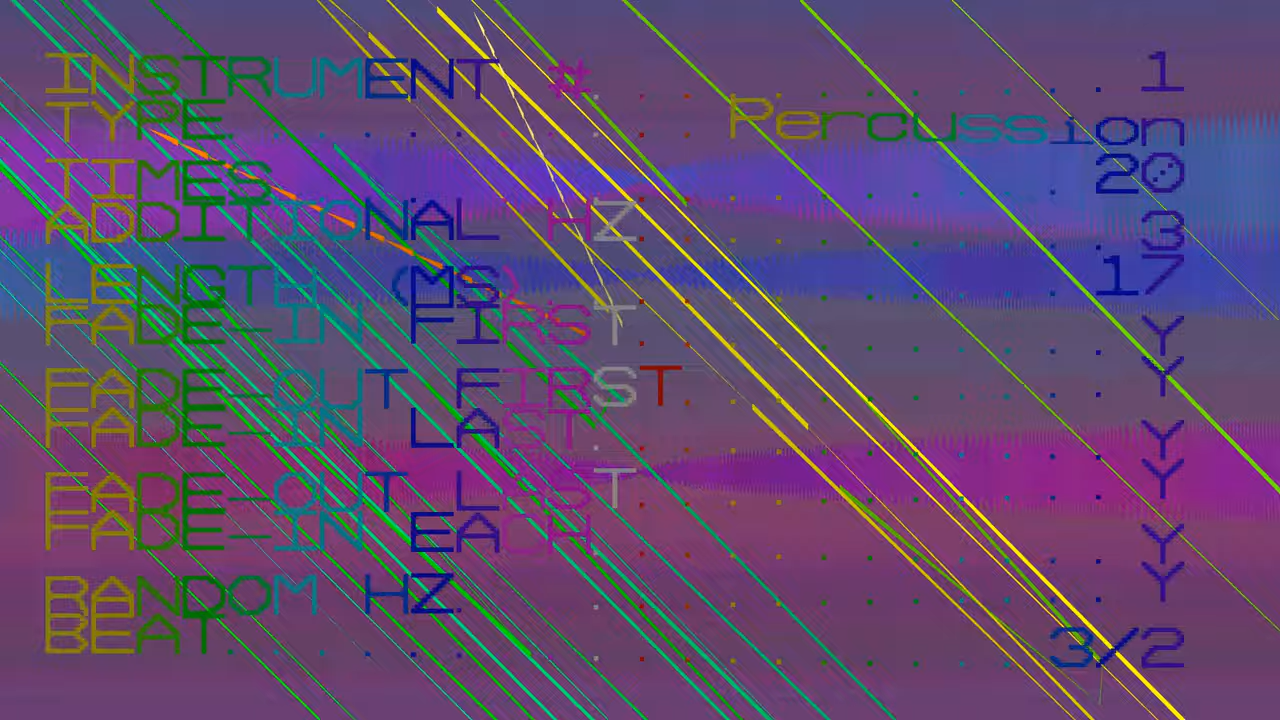 INSTRUMENT # 1
TYPE. Percussion
TIMES 20
ADDITIONAL HZ 3
LENGTH (MS) 17
FADE-IN FIRST Y
FADE-OUT FIRST Y
FADE-IN LAST. Y
FADE-OUT LAST Y
FADE-IN EACH. Y
RANDOM HZ. Y
BEAT. 3/2